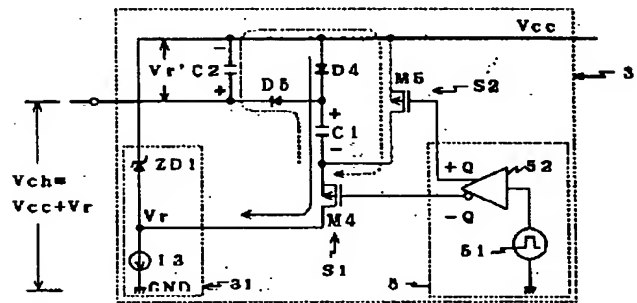 Vcc
Vr'
C2
−
+
D4
M5
S2
3
D5
+
C1
−
Vch=
Vcc+Vr
ZD1
+Q
52
Vr
−Q
M4
I3
S1
51
GND
31
5